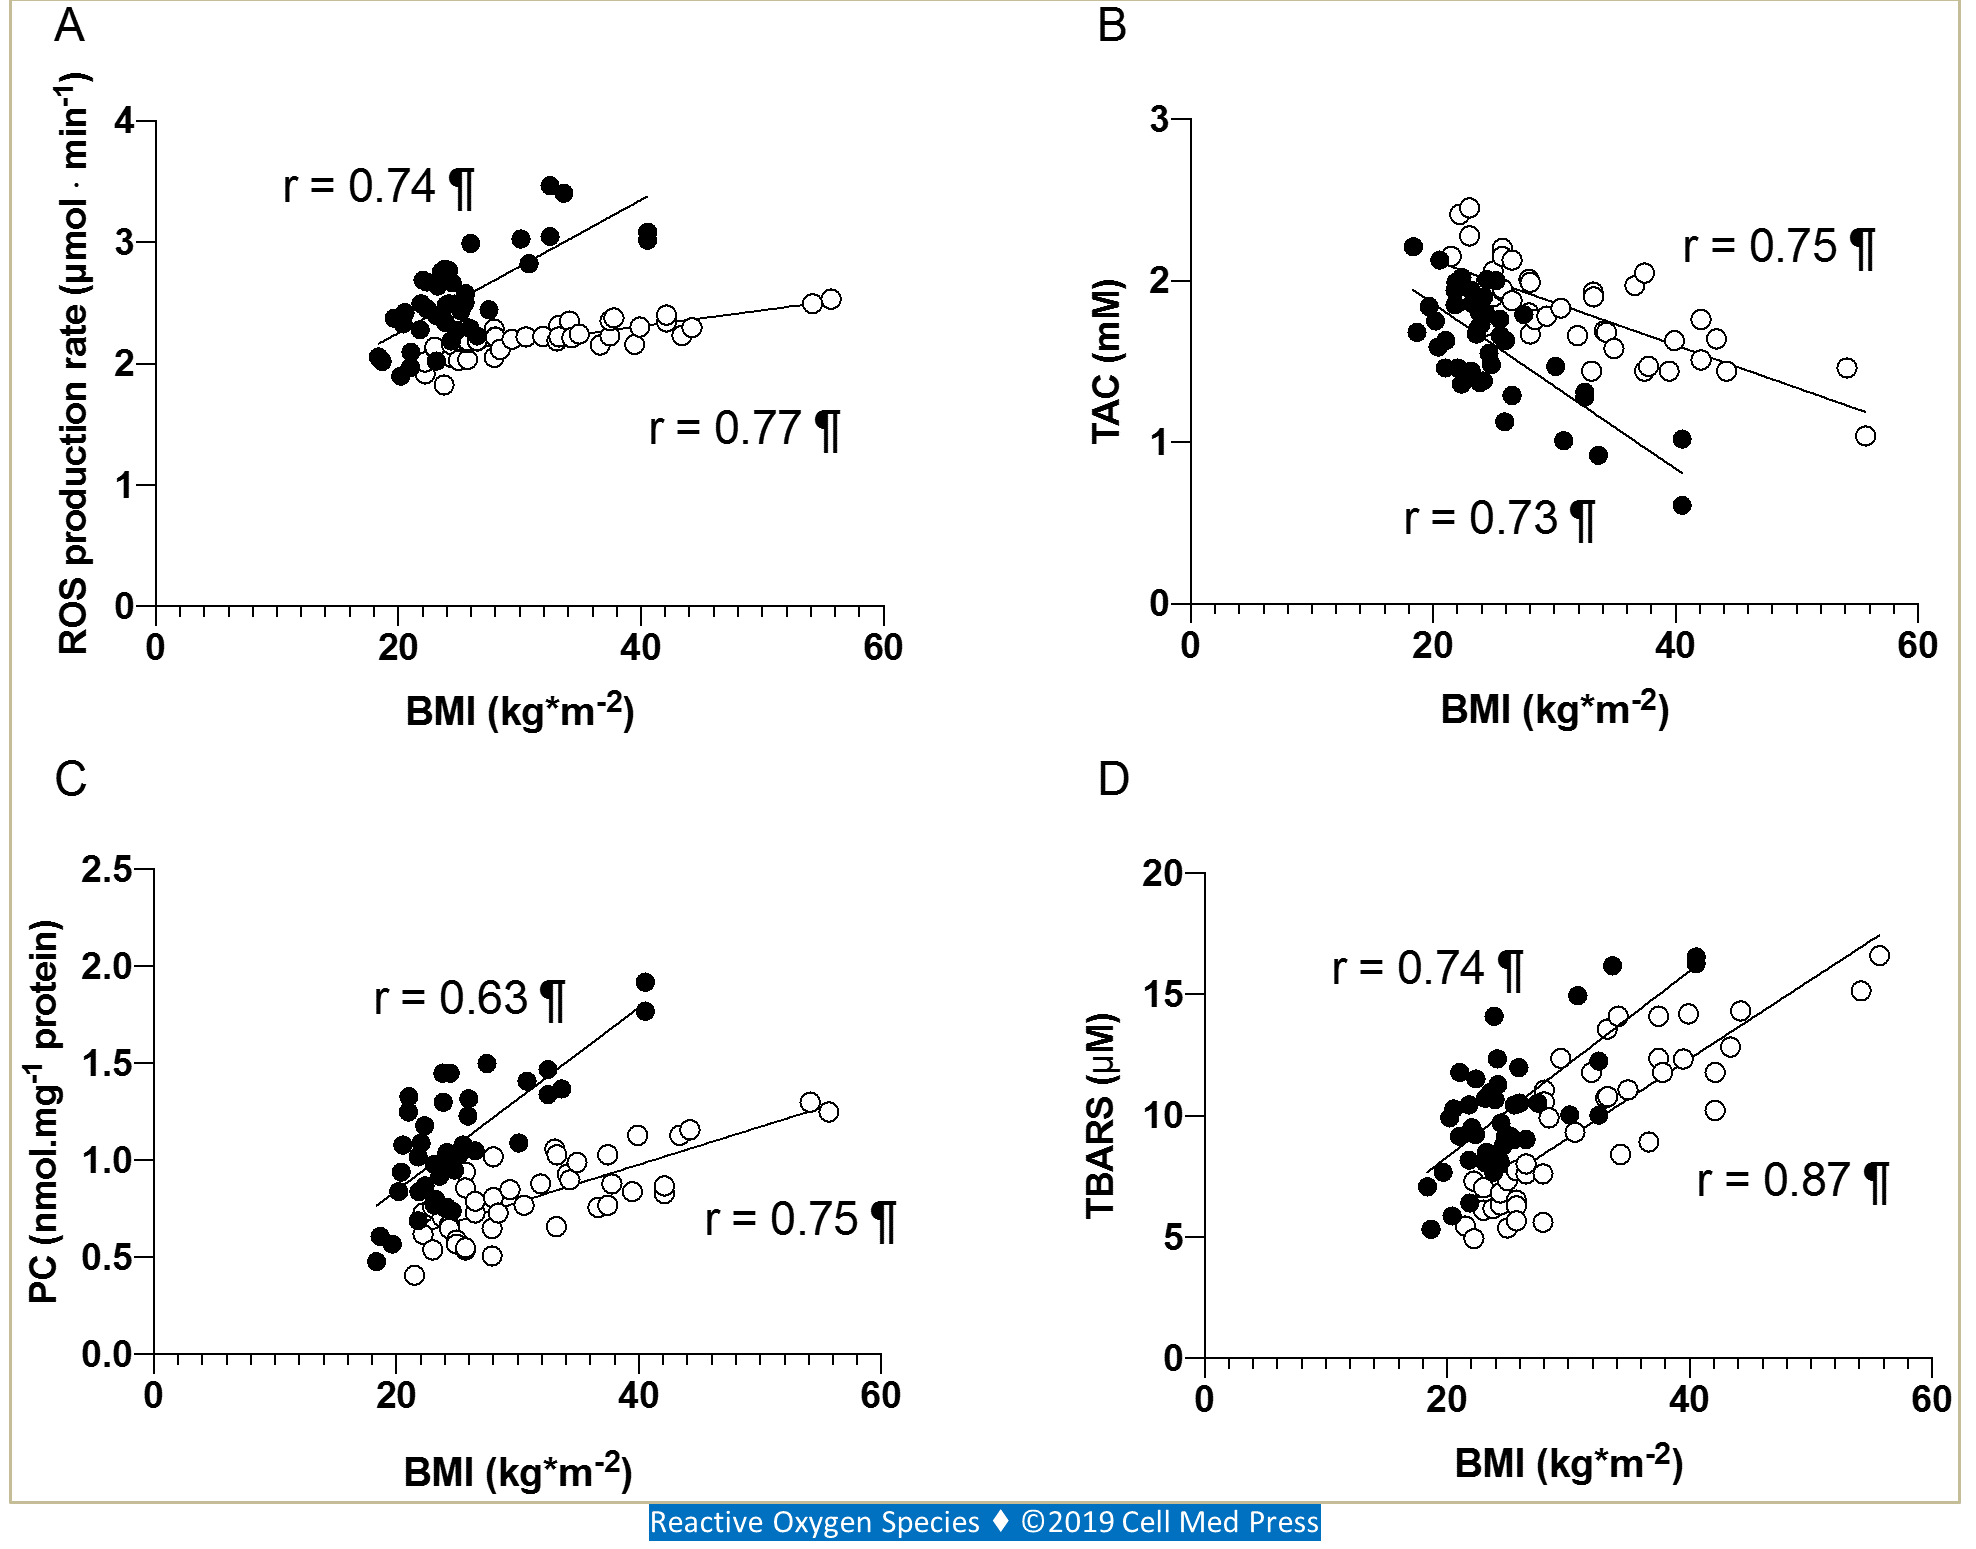 A
ROS production rate (µmol · min-1)
4
3
2
1
0
0 20 40 60
r = 0.74 ¶
r = 0.77 ¶
BMI (kg*m-2)
B
TAC (mM)
3
2
1
0
0 20 40 60
r = 0.75 ¶
r = 0.73 ¶
BMI (kg*m-2)
C
PC (nmol.mg-1 protein)
2.5
2.0
1.5
1.0
0.5
0.0
0 20 40 60
r = 0.63 ¶
r = 0.75 ¶
BMI (kg*m-2)
D
TBARS (µM)
20
15
10
5
0
0 20 40 60
r = 0.74 ¶
r = 0.87 ¶
BMI (kg*m-2)
Reactive Oxygen Species ♦ ©2019 Cell Med Press